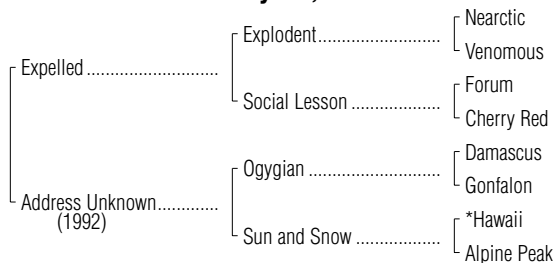 Nearctic
Explodent
Venomous
Expelled
Forum
Social Lesson
Cherry Red
Damascus
Ogygian
Gonfalon
Address Unknown
(1992)
*Hawaii
Sun and Snow
Alpine Peak